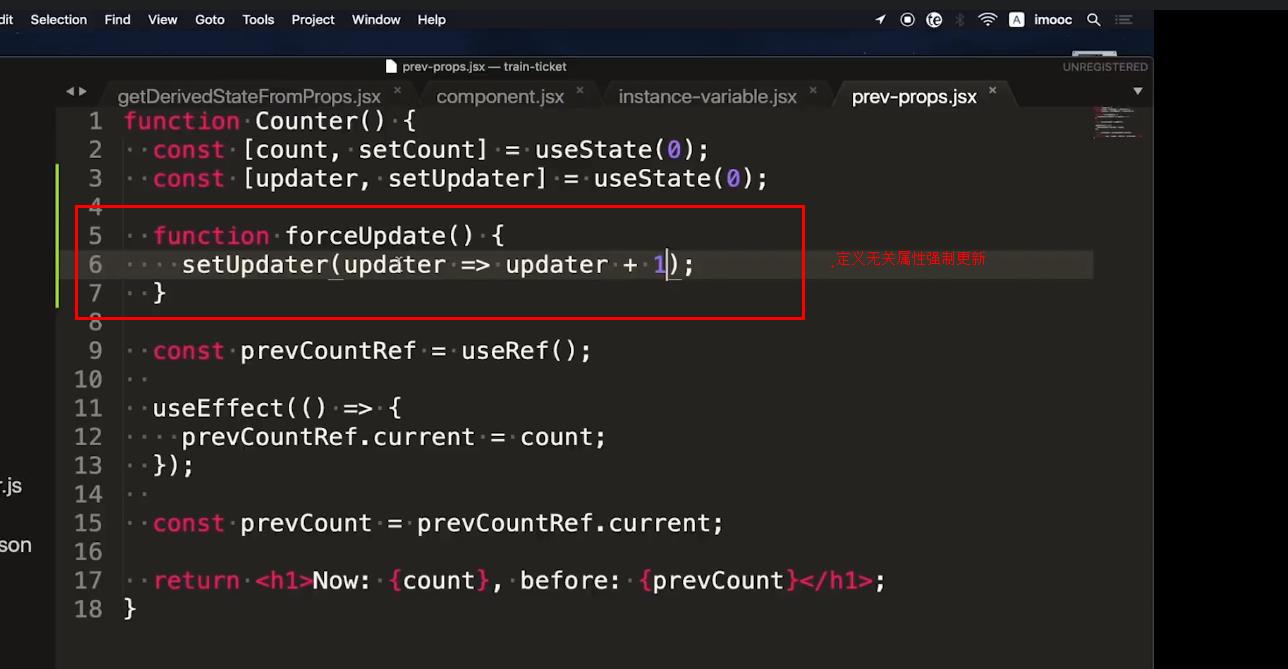 dit Selection Find View Goto Tools Project Window Help A imooc
prev-props.jsx — train-ticket UNREGISTERED
getDerivedStateFromProps.jsx × component.jsx × instance-variable.jsx × prev-props.jsx ×
1 function Counter() {
2 ··const [count, setCount] = useState(0);
3 ··const [updater, setUpdater] = useState(0);
4
5 ··function forceUpdate() {
6 ····setUpdater(updater => updater + 1);
定义无关属性强制更新
7 ··}
8
9 ··const prevCountRef = useRef();
10 ··
11 ··useEffect(() => {
12 ····prevCountRef.current = count;
13 ··});
14 ··
15 ··const prevCount = prevCountRef.current;
16
17 ··return <h1>Now: {count}, before: {prevCount}</h1>;
18 }
r.js
son